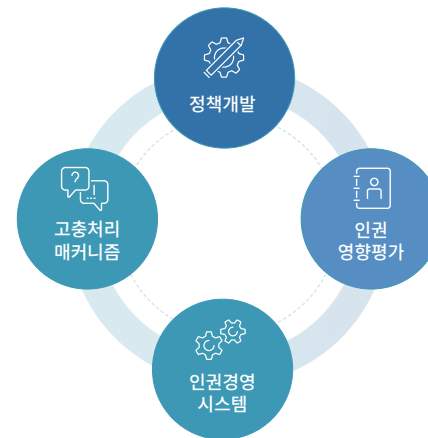 정책개발
인권
영향평가
인권경영
시스템
고충처리
매커니즘